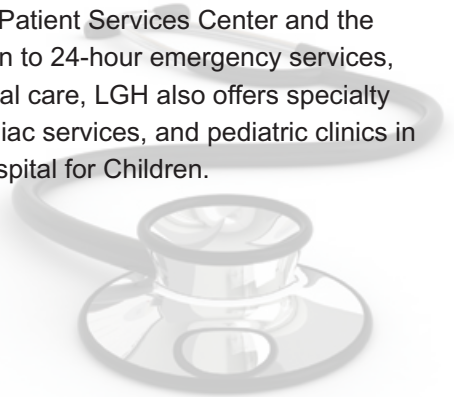 Patient Services Center and the
n to 24-hour emergency services,
al care, LGH also offers specialty
iac services, and pediatric clinics in
spital for Children.